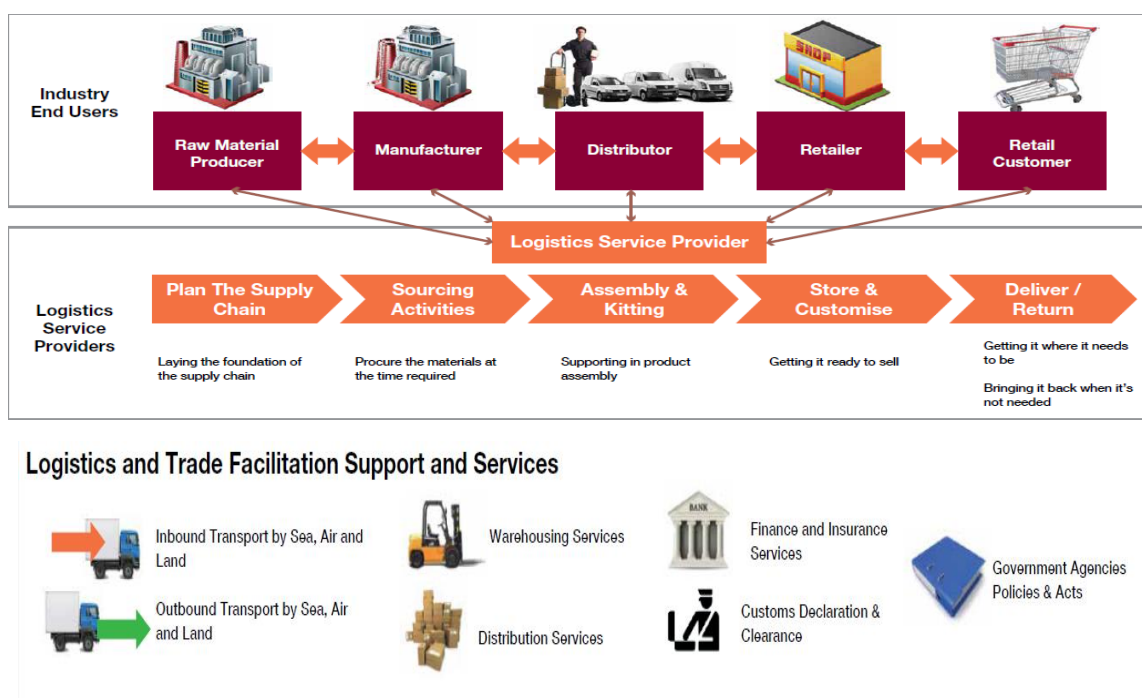 Industry
End Users
SHOP
Raw Material
Producer
Manufacturer
Distributor
Retailer
Retail
Customer
Logistics Service Provider
Logistics
Service
Providers
Plan The Supply
Chain
Sourcing
Activities
Assembly &
Kitting
Store &
Customise
Deliver /
Return
Laying the foundation of
the supply chain
Procure the materials at
the time required
Supporting in product
assembly
Getting it ready to sell
Getting it where it needs
to be
Bringing it back when it's
not needed
Logistics and Trade Facilitation Support and Services
Inbound Transport by Sea, Air and
Land
Outbound Transport by Sea, Air
and Land
Warehousing Services
Distribution Services
BANK
Finance and Insurance
Services
Customs Declaration &
Clearance
Government Agencies
Policies & Acts